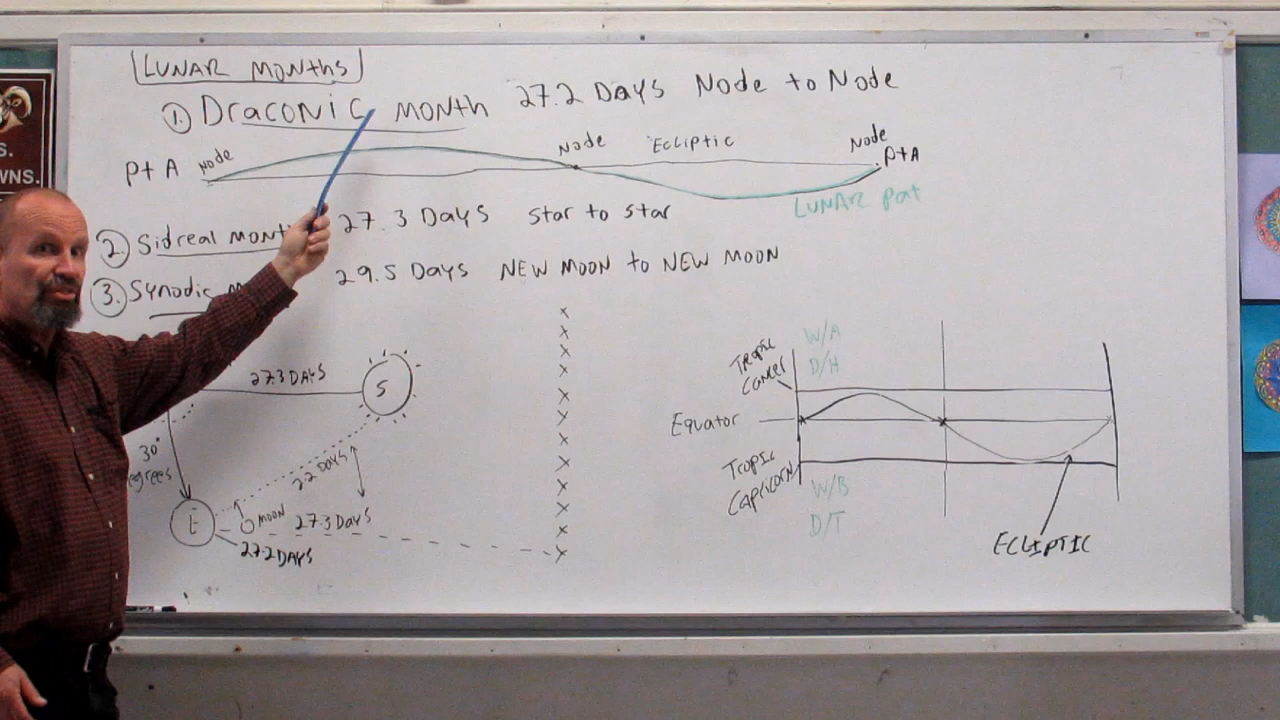 LUNAR MONTHS
1. Draconic MONth 27.2 DAYS Node to Node
Pt A Node Node Ecliptic Node Pt A
LUNAR Pat
2. Sidreal mont 27.3 DAYS Star to Star
3. Synodic m 29.5 DAYS NEW MOON to NEW MOON
S.
WNS.
27.3 DAYS S
30°
egrees
2.2 DAYS
E MOON 27.3 DAYS
27.2 DAYS
x
x
x
x
x
x
x
x
x
x
x
x
Tropic Cancer
W/A
D/H
Equator
Tropic Capricorn
W/B
D/T
ECLIPTIC